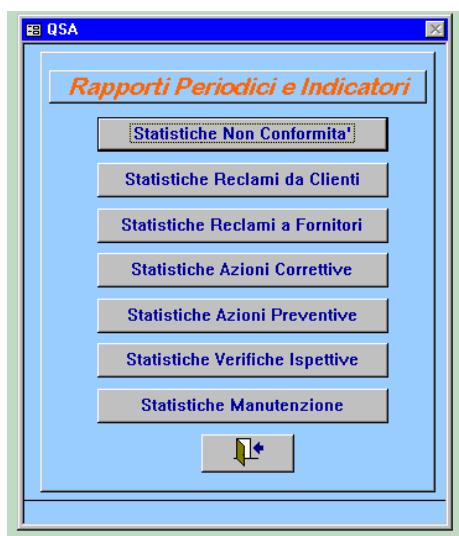 QSA
Rapporti Periodici e Indicatori
Statistiche Non Conformita'
Statistiche Reclami da Clienti
Statistiche Reclami a Fornitori
Statistiche Azioni Correttive
Statistiche Azioni Preventive
Statistiche Verifiche Ispettive
Statistiche Manutenzione